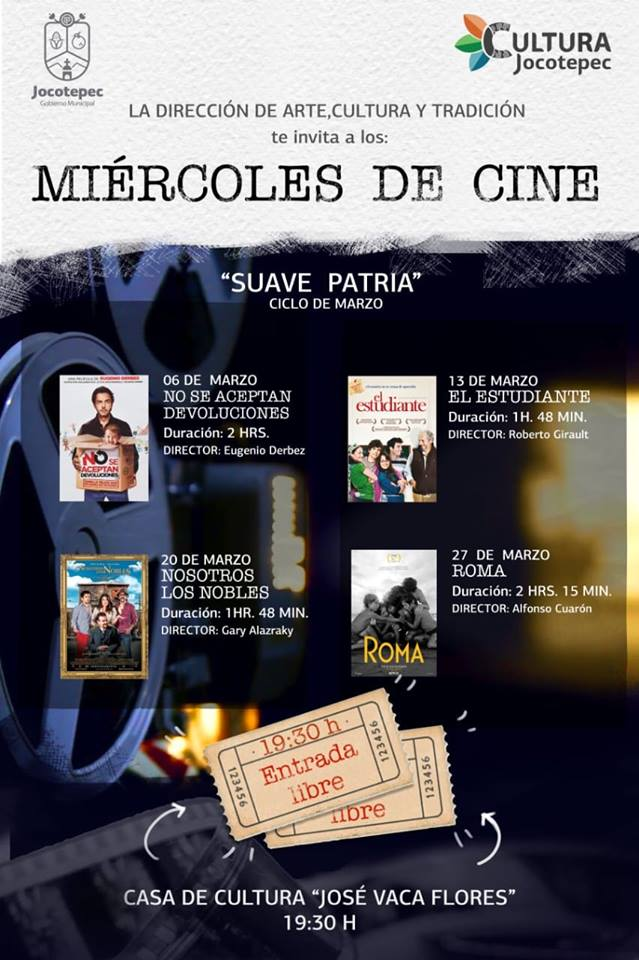 Jocotepec
Gobierno Municipal
CULTURA
Jocotepec
LA DIRECCIÓN DE ARTE,CULTURA Y TRADICIÓN
te invita a los:
MIÉRCOLES DE CINE
“SUAVE PATRIA”
CICLO DE MARZO
06 DE MARZO
NO SE ACEPTAN
DEVOLUCIONES
Duración: 2 HRS.
DIRECTOR: Eugenio Derbez
NO SE
ACEPTAN
DEVOLUCIONES
13 DE MARZO
EL ESTUDIANTE
Duración: 1H. 48 MIN.
DIRECTOR: Roberto Girault
el
estudiante
20 DE MARZO
NOSOTROS
LOS NOBLES
Duración: 1HR. 48 MIN.
DIRECTOR: Gary Alazraky
NOBLES
27 DE MARZO
ROMA
Duración: 2 HRS. 15 MIN.
DIRECTOR: Alfonso Cuarón
ROMA
· 19:30 h ·
Entrada
libre
123456
123456
libre
123456
CASA DE CULTURA “JOSÉ VACA FLORES”
19:30 H